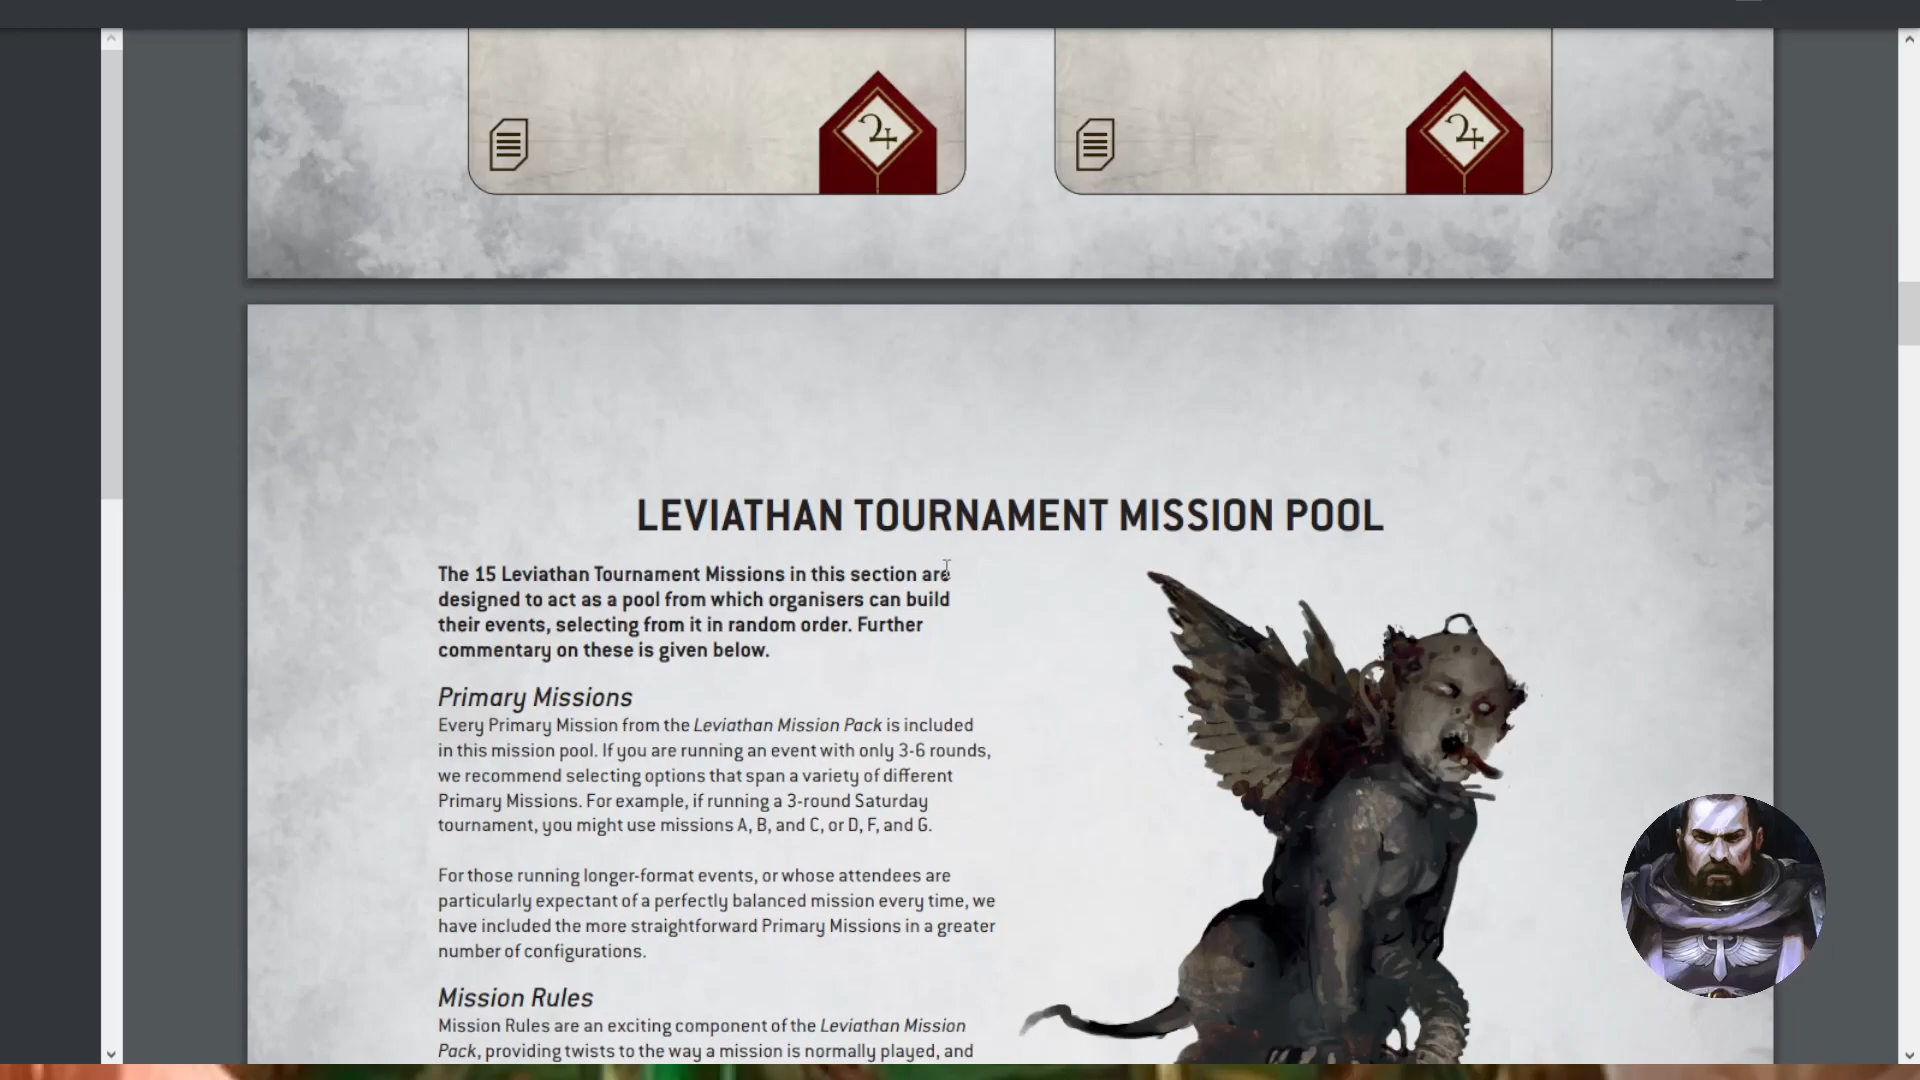 LEVIATHAN TOURNAMENT MISSION POOL
The 15 Leviathan Tournament Missions in this section are
designed to act as a pool from which organisers can build
their events, selecting from it in random order. Further
commentary on these is given below.
Primary Missions
Every Primary Mission from the Leviathan Mission Pack is included
in this mission pool. If you are running an event with only 3-6 rounds,
we recommend selecting options that span a variety of different
Primary Missions. For example, if running a 3-round Saturday
tournament, you might use missions A, B, and C, or D, F, and G.
For those running longer-format events, or whose attendees are
particularly expectant of a perfectly balanced mission every time, we
have included the more straightforward Primary Missions in a greater
number of configurations.
Mission Rules
Mission Rules are an exciting component of the Leviathan Mission
Pack, providing twists to the way a mission is normally played, and